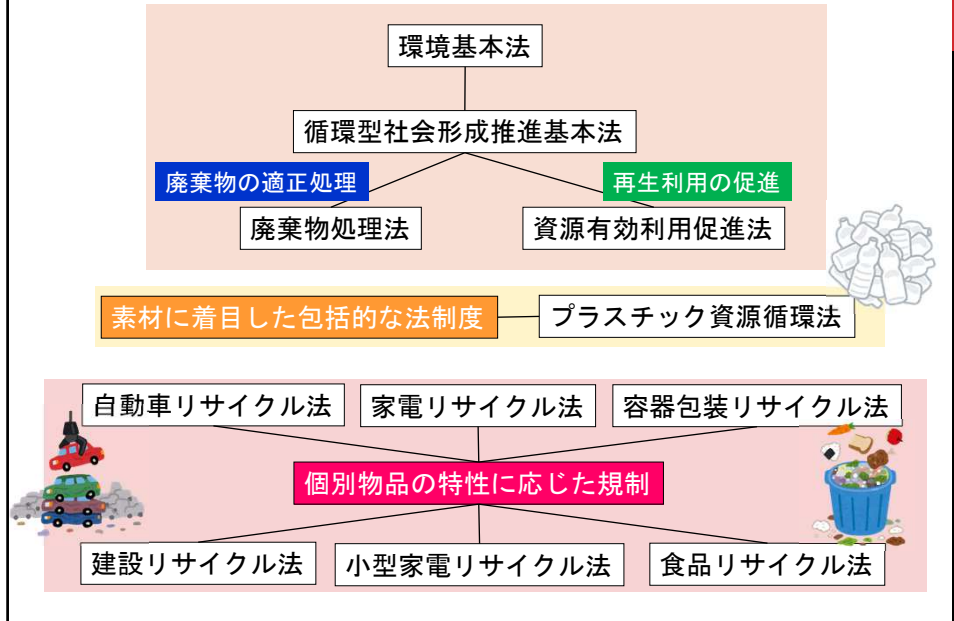 環境基本法
循環型社会形成推進基本法
廃棄物の適正処理
再生利用の促進
廃棄物処理法
資源有効利用促進法
素材に着目した包括的な法制度
プラスチック資源循環法
自動車リサイクル法
家電リサイクル法
容器包装リサイクル法
個別物品の特性に応じた規制
建設リサイクル法
小型家電リサイクル法
食品リサイクル法